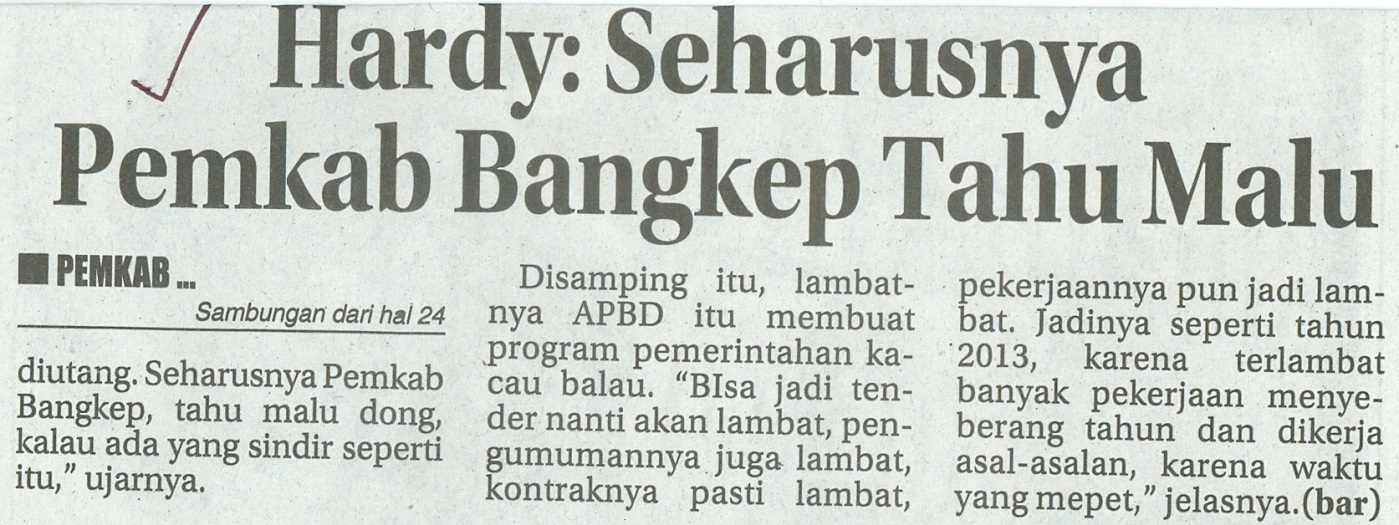 Hardy: Seharusnya
Pemkab Bangkep Tahu Malu
PEMKAB ...
Sambungan dari hal 24
diutang. Seharusnya Pemkab
Bangkep, tahu malu dong,
kalau ada yang sindir seperti
itu,” ujarnya.
Disamping itu, lambat-
nya APBD itu membuat
program pemerintahan ka-
cau balau. “BIsa jadi ten-
der nanti akan lambat, pen-
gumumannya juga lambat,
kontraknya pasti lambat,
pekerjaannya pun jadi lam-
bat. Jadinya seperti tahun
2013, karena terlambat
banyak pekerjaan menye-
berang tahun dan dikerja
asal-asalan, karena waktu
yang mepet,” jelasnya.(bar)